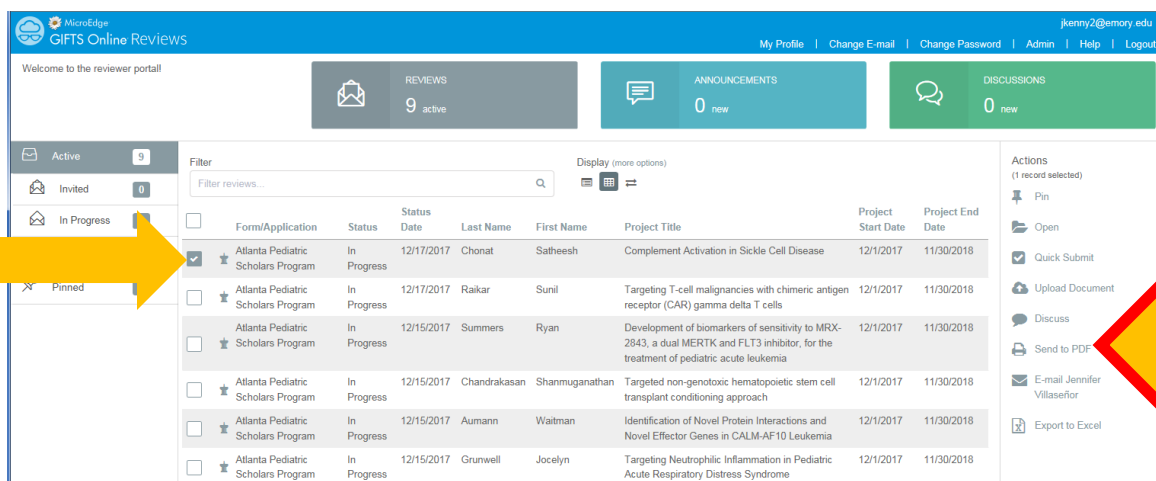 MicroEdge
GIFTS Online Reviews
jkenny2@emory.edu
My Profile | Change E-mail | Change Password | Admin | Help | Logout
Welcome to the reviewer portal!
REVIEWS
9 active
ANNOUNCEMENTS
0 new
DISCUSSIONS
0 new
Active 9
Invited 0
In Progress
Pinned
Filter
Filter reviews...
Display (more options)
Form/Application Status Status Date Last Name First Name Project Title Project Start Date Project End Date
Atlanta Pediatric In 12/17/2017 Chonat Satheesh Complement Activation in Sickle Cell Disease 12/1/2017 11/30/2018
Scholars Program Progress
Atlanta Pediatric In 12/17/2017 Raikar Sunil Targeting T-cell malignancies with chimeric antigen 12/1/2017 11/30/2018
Scholars Program Progress receptor (CAR) gamma delta T cells
Atlanta Pediatric In 12/15/2017 Summers Ryan Development of biomarkers of sensitivity to MRX- 12/1/2017 11/30/2018
Scholars Program Progress 2843, a dual MERTK and FLT3 inhibitor, for the
treatment of pediatric acute leukemia
Atlanta Pediatric In 12/15/2017 Chandrakasan Shanmuganathan Targeted non-genotoxic hematopoietic stem cell 12/1/2017 11/30/2018
Scholars Program Progress transplant conditioning approach
Atlanta Pediatric In 12/15/2017 Aumann Waitman Identification of Novel Protein Interactions and 12/1/2017 11/30/2018
Scholars Program Progress Novel Effector Genes in CALM-AF10 Leukemia
Atlanta Pediatric In 12/15/2017 Grunwell Jocelyn Targeting Neutrophilic Inflammation in Pediatric 12/1/2017 11/30/2018
Scholars Program Progress Acute Respiratory Distress Syndrome
Actions
(1 record selected)
Pin
Open
Quick Submit
Upload Document
Discuss
Send to PDF
E-mail Jennifer
Villaseñor
Export to Excel